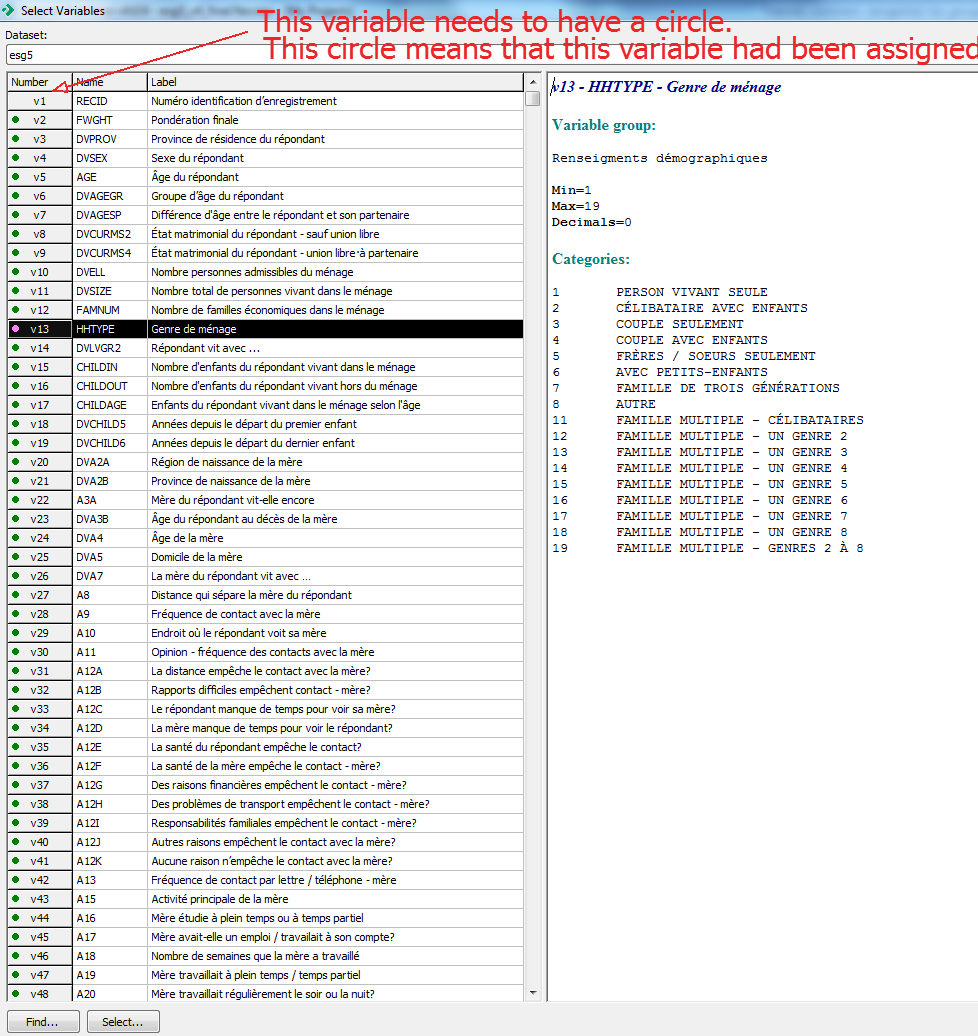 Select Variables
This variable needs to have a circle.
Dataset:
This circle means that this variable had been assigned
esg5
Number Name Label
v1 RECID Numéro identification d'enregistrement
v2 FWGHT Pondération finale
v3 DVPROV Province de résidence du répondant
v4 DVSEX Sexe du répondant
v5 AGE Âge du répondant
v6 DVAGEGR Groupe d'âge du répondant
v7 DVAGESP Différence d'âge entre le répondant et son partenaire
v8 DVCURMS2 État matrimonial du répondant - sauf union libre
v9 DVCURMS4 État matrimonial du répondant - union libre à partenaire
v10 DVELL Nombre personnes admissibles du ménage
v11 DVSIZE Nombre total de personnes vivant dans le ménage
v12 FAMNUM Nombre de familles économiques dans le ménage
v13 HHTYPE Genre de ménage
v14 DVLVGR2 Répondant vit avec ...
v15 CHILDIN Nombre d'enfants du répondant vivant dans le ménage
v16 CHILDOUT Nombre d'enfants du répondant vivant hors du ménage
v17 CHILDAGE Enfants du répondant vivant dans le ménage selon l'âge
v18 DVCHILD5 Années depuis le départ du premier enfant
v19 DVCHILD6 Années depuis le départ du dernier enfant
v20 DVA2A Région de naissance de la mère
v21 DVA2B Province de naissance de la mère
v22 A3A Mère du répondant vit-elle encore
v23 DVA3B Âge du répondant au décès de la mère
v24 DVA4 Âge de la mère
v25 DVA5 Domicile de la mère
v26 DVA7 La mère du répondant vit avec ...
v27 A8 Distance qui sépare la mère du répondant
v28 A9 Fréquence de contact avec la mère
v29 A10 Endroit où le répondant voit sa mère
v30 A11 Opinion - fréquence des contacts avec la mère
v31 A12A La distance empêche le contact avec la mère?
v32 A12B Rapports difficiles empêchent contact - mère?
v33 A12C Le répondant manque de temps pour voir sa mère?
v34 A12D La mère manque de temps pour voir le répondant?
v35 A12E La santé du répondant empêche le contact?
v36 A12F La santé de la mère empêche le contact - mère?
v37 A12G Des raisons financières empêchent le contact - mère?
v38 A12H Des problèmes de transport empêchent le contact - mère?
v39 A12I Responsabilités familiales empêchent le contact - mère?
v40 A12J Autres raisons empêchent le contact avec la mère?
v41 A12K Aucune raison n'empêche le contact avec la mère?
v42 A13 Fréquence de contact par lettre / téléphone - mère
v43 A15 Activité principale de la mère
v44 A16 Mère étudie à plein temps ou à temps partiel
v45 A17 Mère avait-elle un emploi / travailait à son compte?
v46 A18 Nombre de semaines que la mère a travaillé
v47 A19 Mère travaillait à plein temps / temps partiel
v48 A20 Mère travaillait régulièrement le soir ou la nuit?
v13 - HHTYPE - Genre de ménage
Variable group:
Renseigments démographiques
Min=1
Max=19
Decimals=0
Categories:
1 PERSON VIVANT SEULE
2 CÉLIBATAIRE AVEC ENFANTS
3 COUPLE SEULEMENT
4 COUPLE AVEC ENFANTS
5 FRÈRES / SOEURS SEULEMENT
6 AVEC PETITS-ENFANTS
7 FAMILLE DE TROIS GÉNÉRATIONS
8 AUTRE
11 FAMILLE MULTIPLE - CÉLIBATAIRES
12 FAMILLE MULTIPLE - UN GENRE 2
13 FAMILLE MULTIPLE - UN GENRE 3
14 FAMILLE MULTIPLE - UN GENRE 4
15 FAMILLE MULTIPLE - UN GENRE 5
16 FAMILLE MULTIPLE - UN GENRE 6
17 FAMILLE MULTIPLE - UN GENRE 7
18 FAMILLE MULTIPLE - UN GENRE 8
19 FAMILLE MULTIPLE - GENRES 2 À 8
Find... Select...